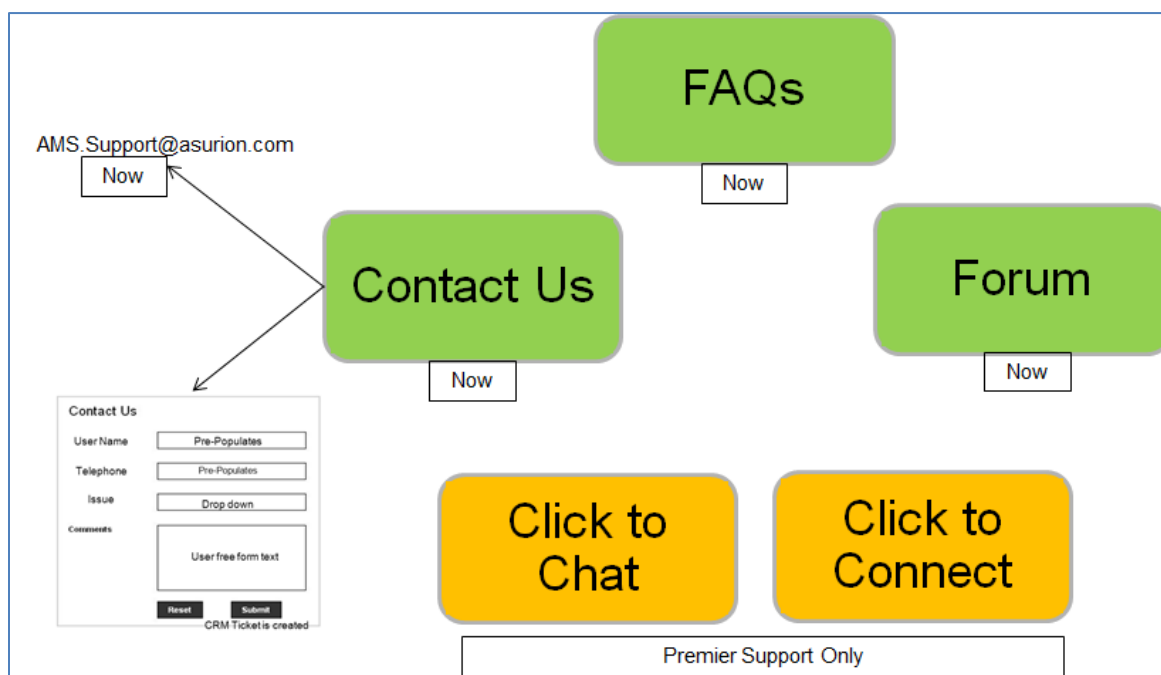 FAQs
Now
AMS.Support@asurion.com
Now
Contact Us
Now
Forum
Now
Contact Us
User Name
Pre-Populates
Telephone
Pre-Populates
Issue
Drop down
Comments
User free form text
Reset
Submit
CRM Ticket is created
Click to
Chat
Click to
Connect
Premier Support Only